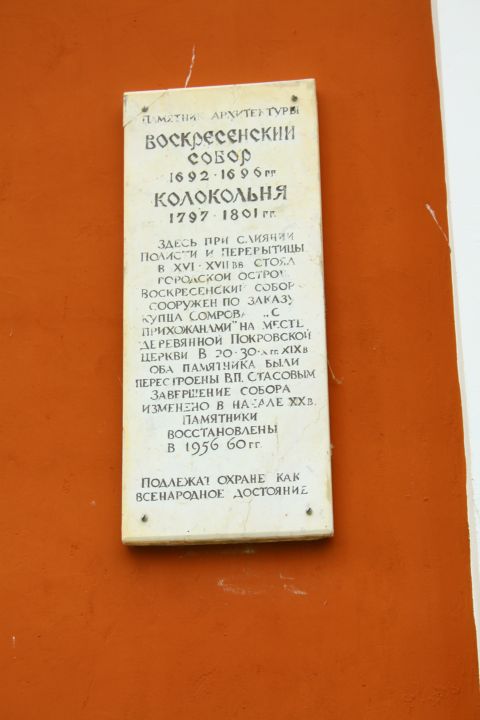 ПАМЯТНИК АРХИТЕКТУРЫ
ВОСКРЕСЕНСКИЙ
СОБОР
1692-1696 гг
КОЛОКОЛЬНЯ
1797-1801 гг.
ЗДЕСЬ ПРИ СЛИЯНИИ
ПОЛИСТИ И ПЕРЕРЫТИЦЫ
В XVI-XVII вв. СТОЯЛ
ГОРОДСКОЙ ОСТРОГ
ВОСКРЕСЕНСКИЙ СОБОР
СООРУЖЕН ПО ЗАКАЗУ
КУПЦА СОМРОВА „С
ПРИХОЖАНАМИ" НА МЕСТЕ
ДЕРЕВЯННОЙ ПОКРОВСКОЙ
ЦЕРКВИ В 20-30-х гг. XIX в
ОБА ПАМЯТНИКА БЫЛИ
ПЕРЕСТРОЕНЫ В.П. СТАСОВЫМ
ЗАВЕРШЕНИЕ СОБОРА
ИЗМЕНЕНО В НАЧАЛЕ XX в.
ПАМЯТНИКИ
ВОССТАНОВЛЕНЫ
В 1956 60 гг.
ПОДЛЕЖАТ ОХРАНЕ КАК
ВСЕНАРОДНОЕ ДОСТОЯНИЕ